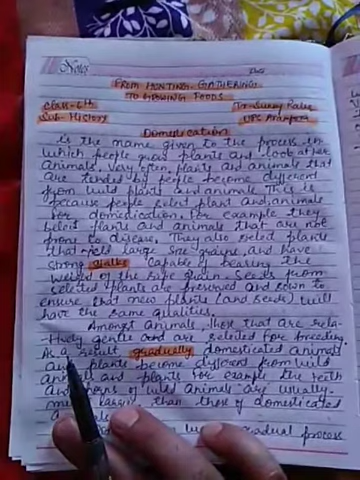 Notes
Date
FROM HUNTING-GATHERING
TO GROWING FOODS
Class-6th
Sub- History
Domestication
is the name given to the process in
which people grow plants and look after
animals. Very often, plants and animals that
are tended by people become different
from wild plants and animals. This is
because people select plant and animals
for domestication. For example they
select plants and animals that are not
prone to disease. They also select plants
that large size grains, and have
strong stalks capable of bearing the
weight of the ripe grain. Seeds from
selected plants are preserved and sown to
ensure that new plants (and seeds) will
have the same qualities.
Amongst animals, those that are rela-
-tively gentle are selected for breeding.
As a result gradually domesticated animals
and plants become different from wild
animals and plants for example the teeth
and horns of wild animals are usually
much larger than those of domesticated
gradual process